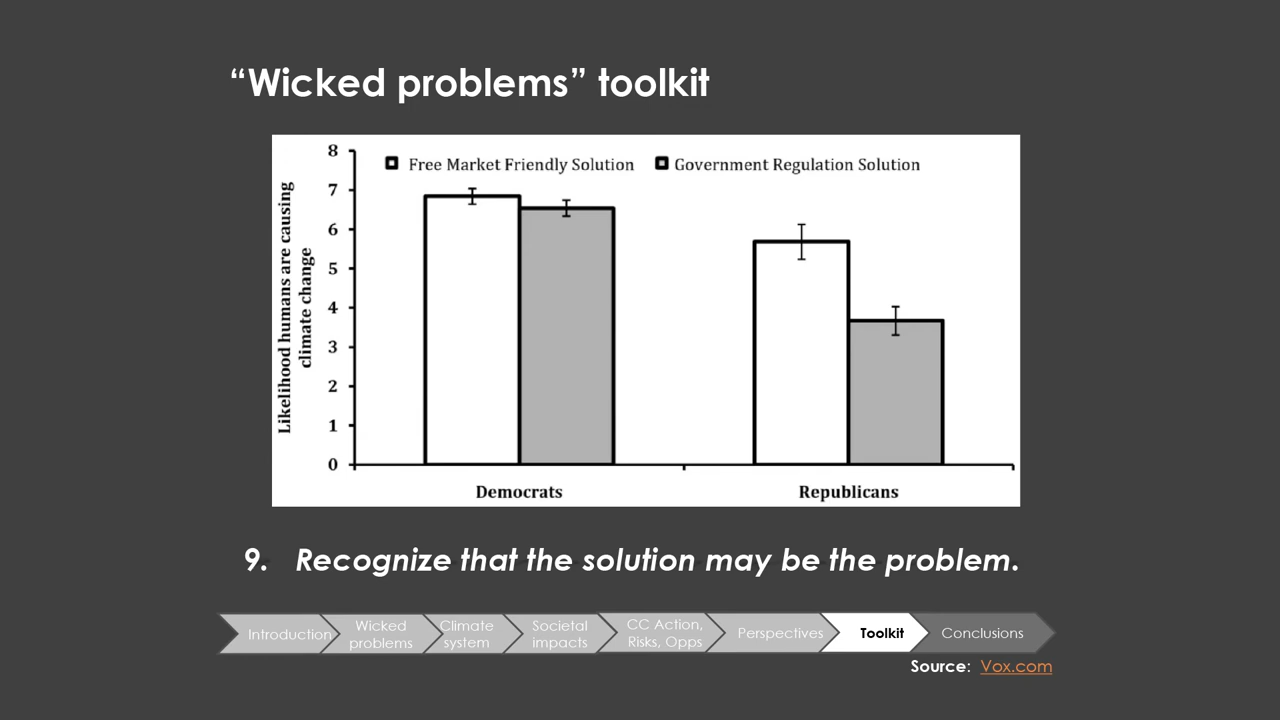 “Wicked problems” toolkit
Free Market Friendly Solution
Government Regulation Solution
8
7
6
5
4
3
2
1
0
Likelihood humans are causing
climate change
Democrats
Republicans
9. Recognize that the solution may be the problem.
Introduction
Wicked
problems
Climate
system
Societal
impacts
CC Action,
Risks, Opps
Perspectives
Toolkit
Conclusions
Source: Vox.com